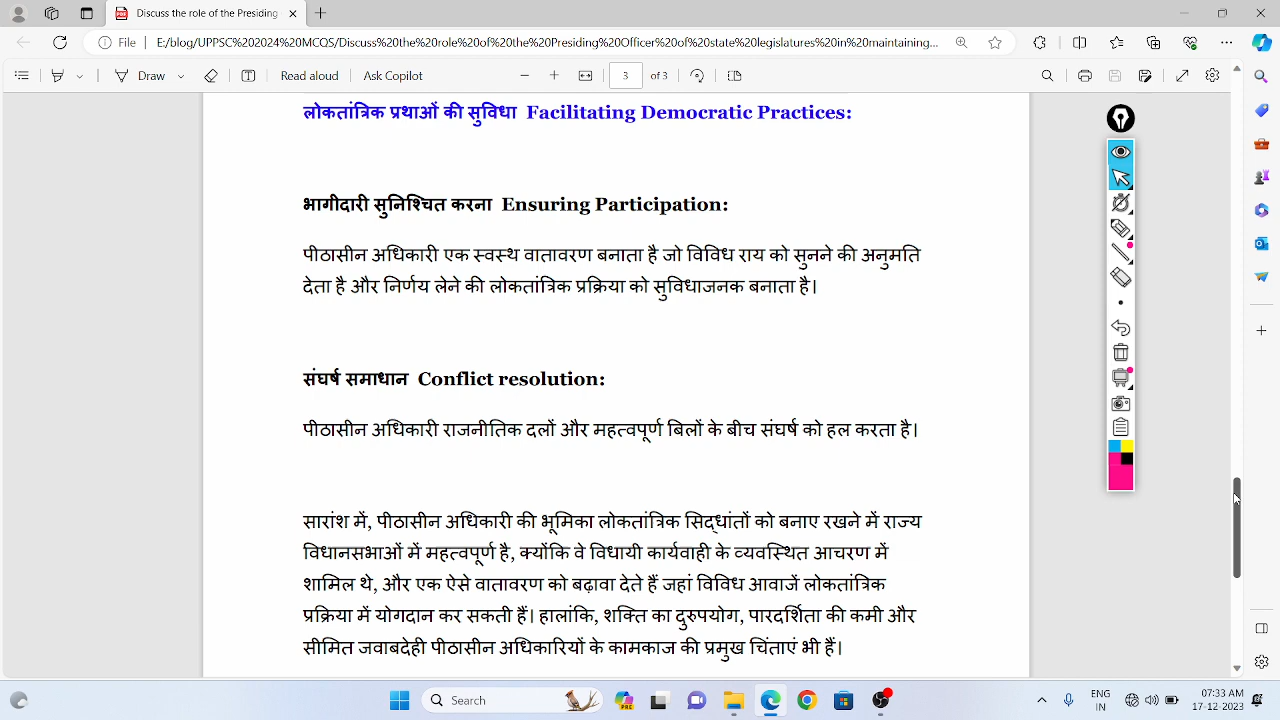 Discuss the role of the Presiding
File
E:/blog/UPPSC%202024%20MCQS/Discuss%20the%20role%20of%20the%20Presiding%20Officer%20of%20state%20legislatures%20in%20maintaining...
Draw
Read aloud
Ask Copilot
3
of 3
लोकतांत्रिक प्रथाओं की सुविधा Facilitating Democratic Practices:
भागीदारी सुनिश्चित करना Ensuring Participation:
पीठासीन अधिकारी एक स्वस्थ वातावरण बनाता है जो विविध राय को सुनने की अनुमति
देता है और निर्णय लेने की लोकतांत्रिक प्रक्रिया को सुविधाजनक बनाता है।
संघर्ष समाधान Conflict resolution:
पीठासीन अधिकारी राजनीतिक दलों और महत्वपूर्ण बिलों के बीच संघर्ष को हल करता है।
सारांश में, पीठासीन अधिकारी की भूमिका लोकतांत्रिक सिद्धांतों को बनाए रखने में राज्य
विधानसभाओं में महत्वपूर्ण है, क्योंकि वे विधायी कार्यवाही के व्यवस्थित आचरण में
शामिल थे, और एक ऐसे वातावरण को बढ़ावा देते हैं जहां विविध आवाजें लोकतांत्रिक
प्रक्रिया में योगदान कर सकती हैं। हालांकि, शक्ति का दुरुपयोग, पारदर्शिता की कमी और
सीमित जवाबदेही पीठासीन अधिकारियों के कामकाज की प्रमुख चिंताएं भी हैं।
Search
PRE
ENG
IN
07:33 AM
17-12-2023